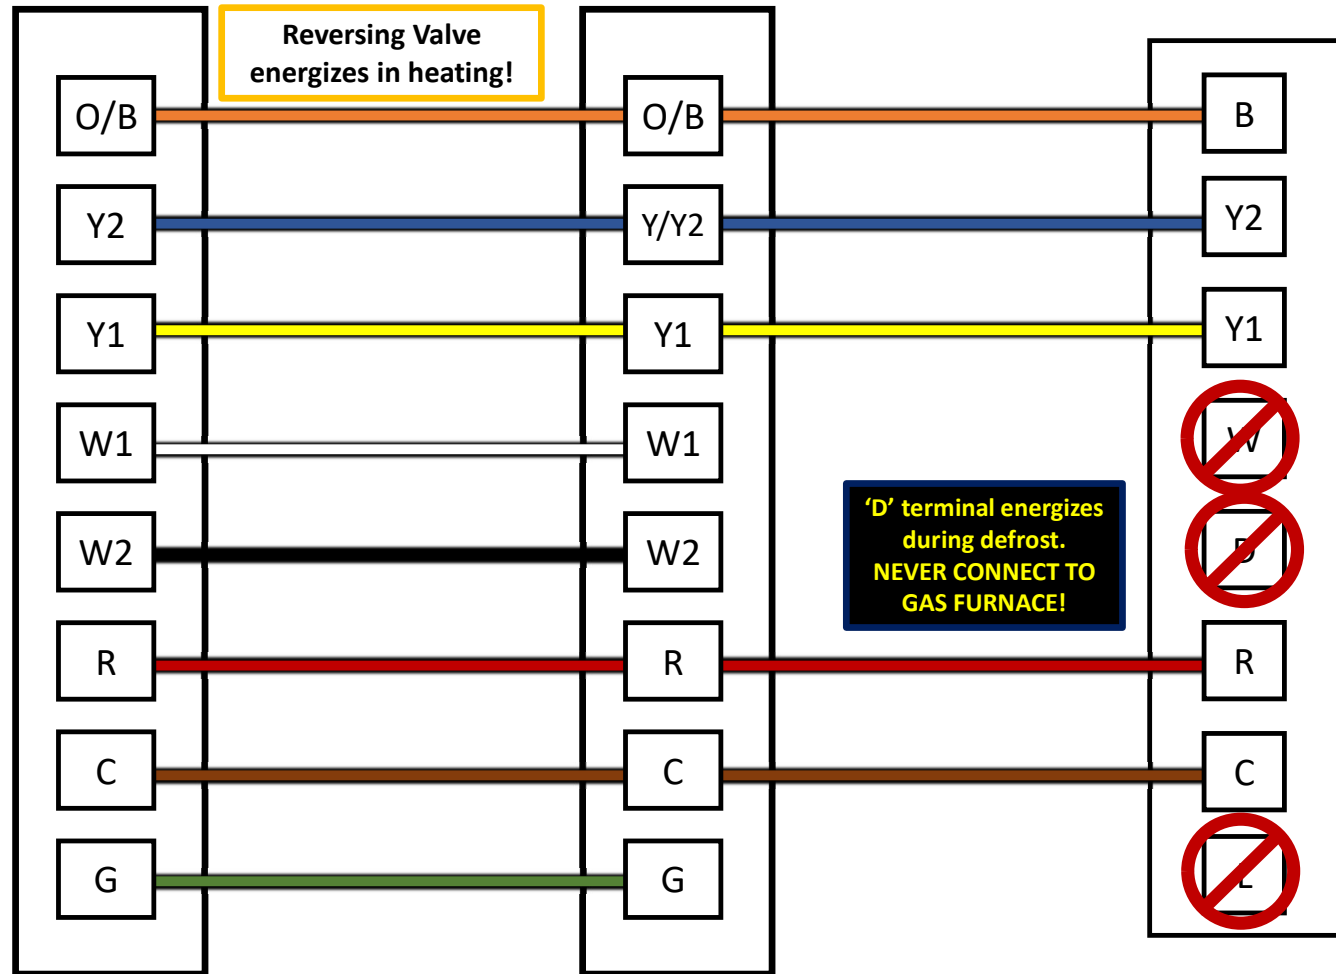 Reversing Valve
energizes in heating!
O/B
O/B
B
Y2
Y/Y2
Y2
Y1
Y1
Y1
W1
W1
W
W2
W2
D
‘D’ terminal energizes
during defrost.
NEVER CONNECT TO
GAS FURNACE!
R
R
R
C
C
C
G
G
L